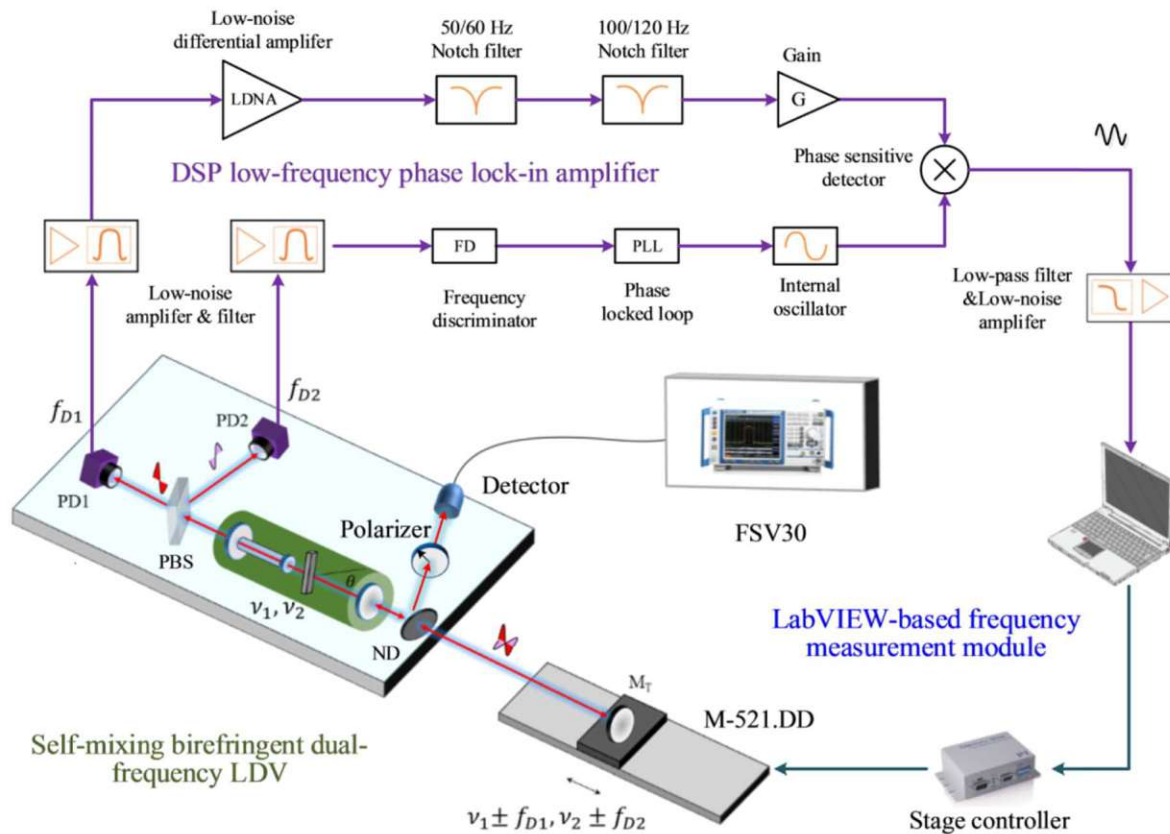 Low-noise
differential amplifer
50/60 Hz
Notch filter
100/120 Hz
Notch filter
Gain
LDNA
G
DSP low-frequency phase lock-in amplifier
Phase sensitive
detector
FD
PLL
Low-noise
amplifer & filter
Frequency
discriminator
Phase
locked loop
Internal
oscillator
Low-pass filter
&Low-noise
amplifer
f_{D1}
f_{D2}
PD2
PD1
PBS
Detector
Polarizer
FSV30
θ
ν₁, ν₂
ND
LabVIEW-based frequency
measurement module
M_T
M-521.DD
Self-mixing birefringent dual-
frequency LDV
Stage controller
ν₁ ± f_{D1}, ν₂ ± f_{D2}